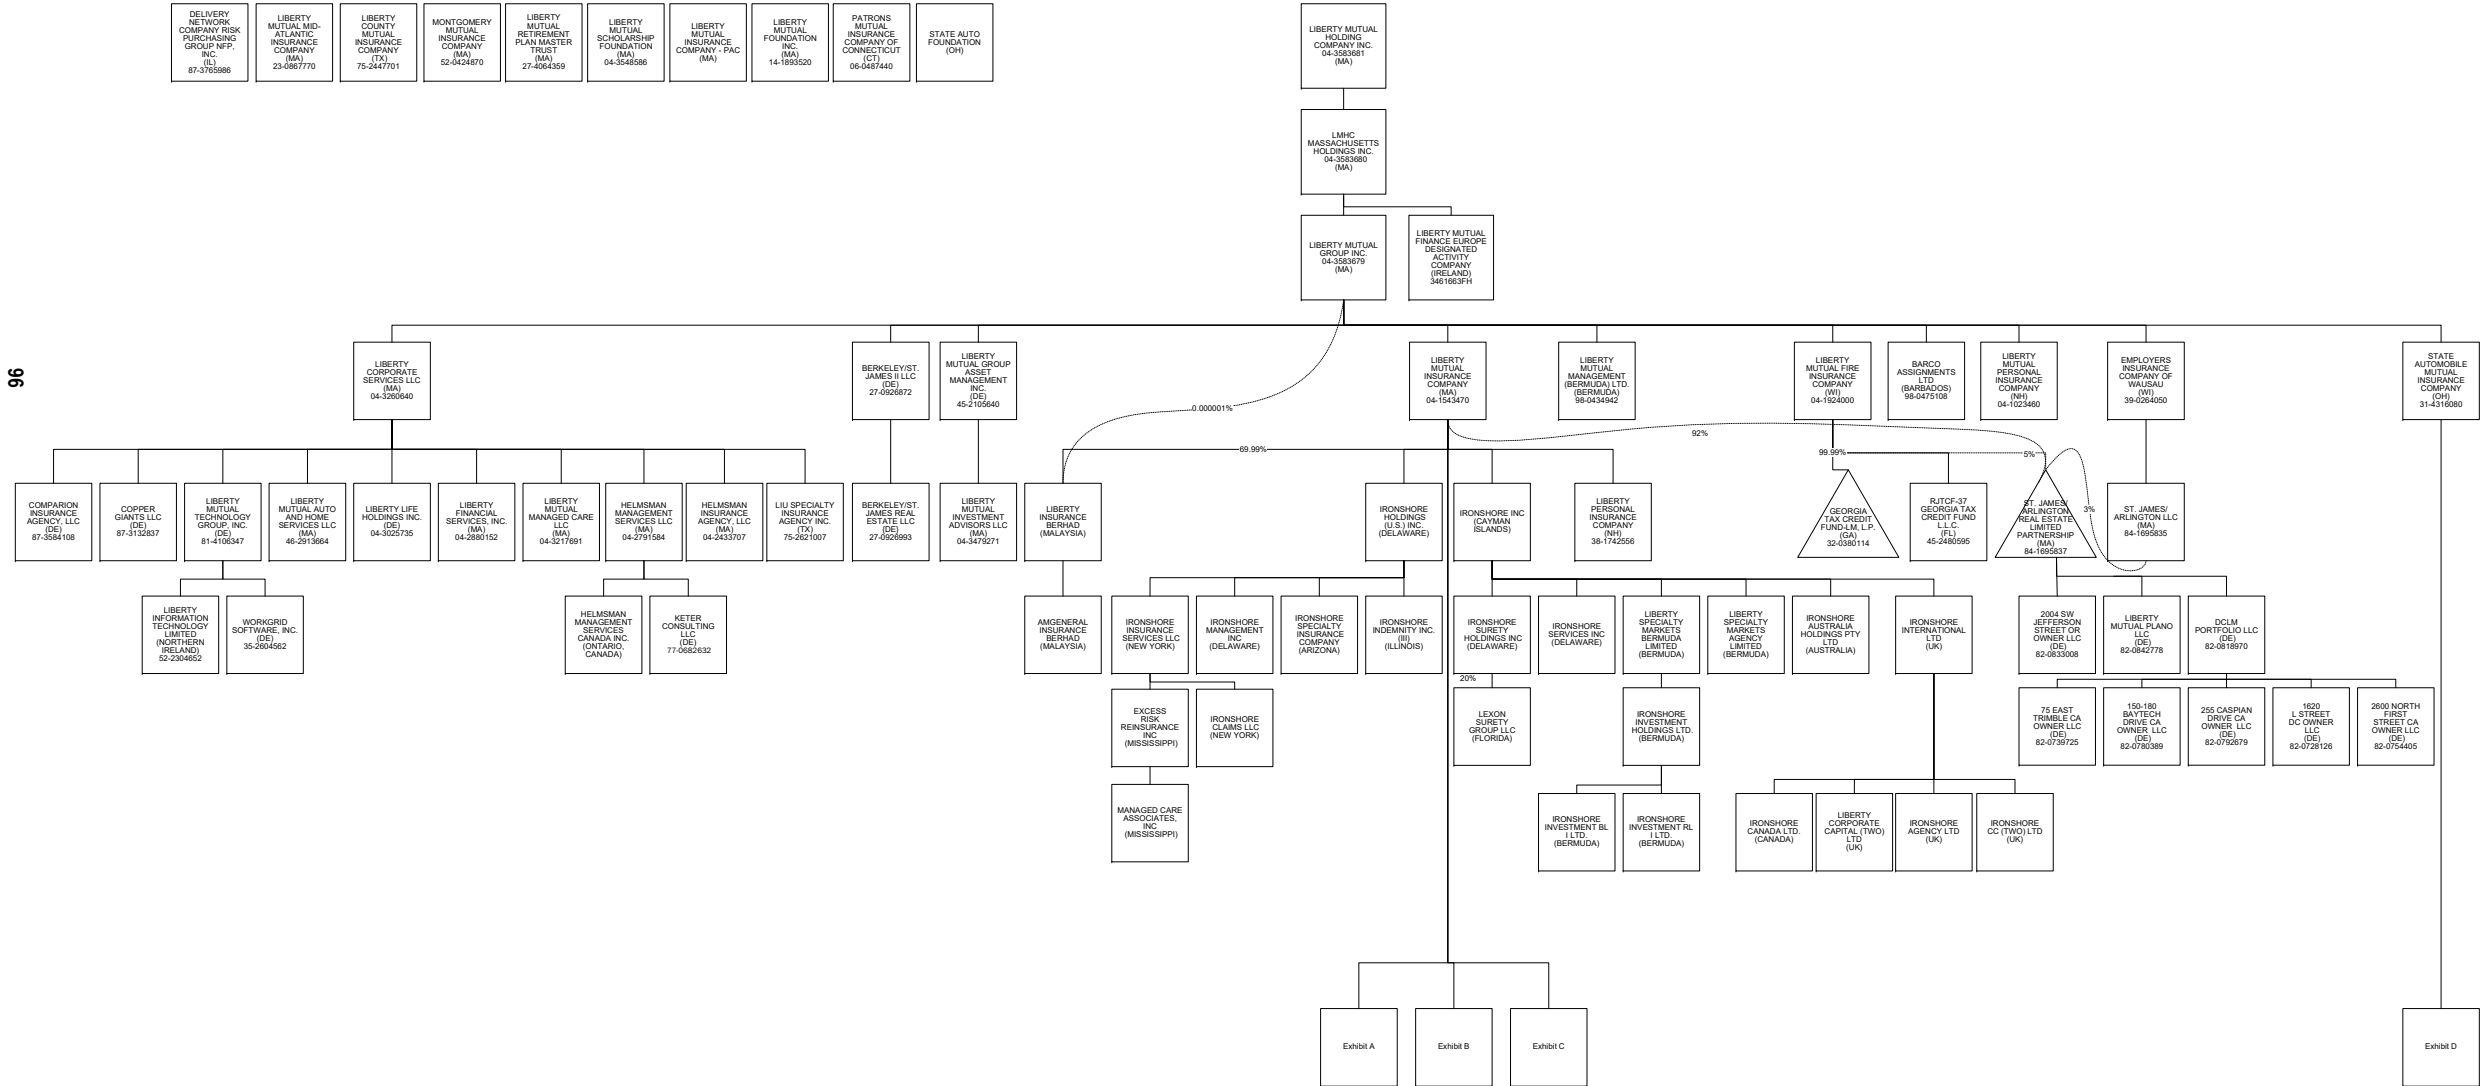 DELIVERY
NETWORK
COMPANY RISK
PURCHASING
GROUP NFP,
INC.
(IL)
87-3765986
LIBERTY
MUTUAL MID-
ATLANTIC
INSURANCE
COMPANY
(MA)
23-0867770
LIBERTY
COUNTY
MUTUAL
INSURANCE
COMPANY
(TX)
75-2447701
MONTGOMERY
MUTUAL
INSURANCE
COMPANY
(MA)
52-0424870
LIBERTY
MUTUAL
RETIREMENT
PLAN MASTER
TRUST
(MA)
27-4064359
LIBERTY
MUTUAL
SCHOLARSHIP
FOUNDATION
(MA)
04-3548586
LIBERTY
MUTUAL
INSURANCE
COMPANY - PAC
(MA)
LIBERTY
MUTUAL
FOUNDATION
INC.
(MA)
14-1893520
PATRONS
MUTUAL
INSURANCE
COMPANY OF
CONNECTICUT
(CT)
06-0487440
STATE AUTO
FOUNDATION
(OH)
LIBERTY MUTUAL
HOLDING
COMPANY INC.
04-3583681
(MA)
LMHC
MASSACHUSETTS
HOLDINGS INC.
04-3583680
(MA)
LIBERTY MUTUAL
GROUP INC.
04-3583679
(MA)
LIBERTY MUTUAL
FINANCE EUROPE
DESIGNATED
ACTIVITY
COMPANY
(IRELAND)
3461663FH
96
LIBERTY
CORPORATE
SERVICES LLC
(MA)
04-3260640
BERKELEY/ST.
JAMES II LLC
(DE)
27-0926872
LIBERTY
MUTUAL GROUP
ASSET
MANAGEMENT
INC.
(DE)
45-2105640
0.000001%
LIBERTY
MUTUAL
INSURANCE
COMPANY
(MA)
04-1543470
LIBERTY
MUTUAL
MANAGEMENT
(BERMUDA) LTD.
(BERMUDA)
98-0434942
LIBERTY
MUTUAL FIRE
INSURANCE
COMPANY
(WI)
04-1924000
BARCO
ASSIGNMENTS
LTD
(BARBADOS)
98-0475108
LIBERTY
MUTUAL
PERSONAL
INSURANCE
COMPANY
(NH)
04-1023460
EMPLOYERS
INSURANCE
COMPANY OF
WAUSAU
(WI)
39-0264050
STATE
AUTOMOBILE
MUTUAL
INSURANCE
COMPANY
(OH)
31-4316080
69.99%
92%
99.99%
5%
3%
COMPARION
INSURANCE
AGENCY, LLC
(DE)
87-3584108
COPPER
GIANTS LLC
(DE)
87-3132837
LIBERTY
MUTUAL
TECHNOLOGY
GROUP, INC.
(DE)
81-4106347
LIBERTY
MUTUAL AUTO
AND HOME
SERVICES LLC
(MA)
46-2913664
LIBERTY LIFE
HOLDINGS INC.
(DE)
04-3025735
LIBERTY
FINANCIAL
SERVICES, INC.
(MA)
04-2880152
LIBERTY
MUTUAL
MANAGED CARE
LLC
(MA)
04-3217691
HELMSMAN
MANAGEMENT
SERVICES LLC
(MA)
04-2791584
HELMSMAN
INSURANCE
AGENCY, LLC
(MA)
04-2433707
LIU SPECIALTY
INSURANCE
AGENCY INC.
(TX)
75-2621007
BERKELEY/ST.
JAMES REAL
ESTATE LLC
(DE)
27-0926993
LIBERTY
MUTUAL
INVESTMENT
ADVISORS LLC
(MA)
04-3479271
LIBERTY
INSURANCE
BERHAD
(MALAYSIA)
IRONSHORE
HOLDINGS
(U.S.) INC.
(DELAWARE)
IRONSHORE INC
(CAYMAN
ISLANDS)
LIBERTY
PERSONAL
INSURANCE
COMPANY
(NH)
38-1742556
GEORGIA
TAX CREDIT
FUND-LM, L.P.
(GA)
32-0380114
RJTCF-37
GEORGIA TAX
CREDIT FUND
L.L.C.
(FL)
45-2480595
ST. JAMES/
ARLINGTON
REAL ESTATE
LIMITED
PARTNERSHIP
(MA)
84-1695837
ST. JAMES/
ARLINGTON LLC
(MA)
84-1695835
LIBERTY
INFORMATION
TECHNOLOGY
LIMITED
(NORTHERN
IRELAND)
52-2304652
WORKGRID
SOFTWARE, INC.
(DE)
35-2604562
HELMSMAN
MANAGEMENT
SERVICES
CANADA INC.
(ONTARIO,
CANADA)
KETER
CONSULTING
LLC
(DE)
77-0682632
AMGENERAL
INSURANCE
BERHAD
(MALAYSIA)
IRONSHORE
INSURANCE
SERVICES LLC
(NEW YORK)
IRONSHORE
MANAGEMENT
INC
(DELAWARE)
IRONSHORE
SPECIALTY
INSURANCE
COMPANY
(ARIZONA)
IRONSHORE
INDEMNITY INC.
(III)
(ILLINOIS)
IRONSHORE
SURETY
HOLDINGS INC
(DELAWARE)
IRONSHORE
SERVICES INC
(DELAWARE)
LIBERTY
SPECIALTY
MARKETS
BERMUDA
LIMITED
(BERMUDA)
LIBERTY
SPECIALTY
MARKETS
AGENCY
LIMITED
(BERMUDA)
IRONSHORE
AUSTRALIA
HOLDINGS PTY
LTD
(AUSTRALIA)
IRONSHORE
INTERNATIONAL
LTD
(UK)
2004 SW
JEFFERSON
STREET OR
OWNER LLC
(DE)
82-0833008
LIBERTY
MUTUAL PLANO
LLC
(DE)
82-0842778
DCLM
PORTFOLIO LLC
(DE)
82-0818970
20%
EXCESS
RISK
REINSURANCE
INC
(MISSISSIPPI)
IRONSHORE
CLAIMS LLC
(NEW YORK)
LEXON
SURETY
GROUP LLC
(FLORIDA)
IRONSHORE
INVESTMENT
HOLDINGS LTD.
(BERMUDA)
75 EAST
TRIMBLE CA
OWNER LLC
(DE)
82-0739725
150-180
BAYTECH
DRIVE CA
OWNER LLC
(DE)
82-0780389
255 CASPIAN
DRIVE CA
OWNER LLC
(DE)
82-0792679
1620
L STREET
DC OWNER
LLC
(DE)
82-0728126
2600 NORTH
FIRST
STREET CA
OWNER LLC
(DE)
82-0754405
MANAGED CARE
ASSOCIATES,
INC
(MISSISSIPPI)
IRONSHORE
INVESTMENT BL
I LTD.
(BERMUDA)
IRONSHORE
INVESTMENT RL
I LTD.
(BERMUDA)
IRONSHORE
CANADA LTD.
(CANADA)
LIBERTY
CORPORATE
CAPITAL (TWO)
LTD
(UK)
IRONSHORE
AGENCY LTD
(UK)
IRONSHORE
CC (TWO) LTD
(UK)
Exhibit A
Exhibit B
Exhibit C
Exhibit D